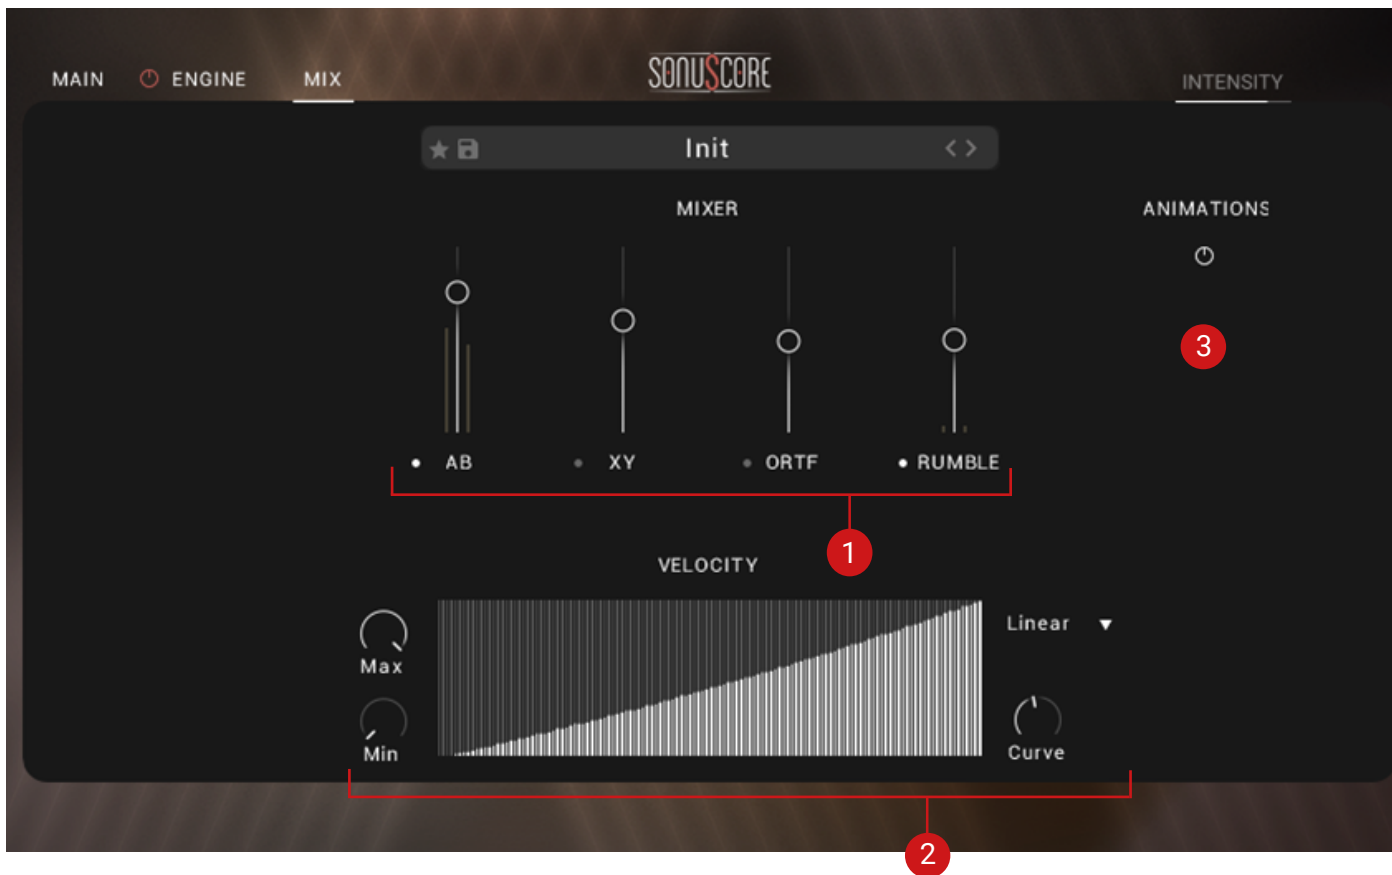 MAIN ENGINE MIX SONUSCORE INTENSITY
Init
MIXER ANIMATIONS
3
AB XY ORTF RUMBLE
1
VELOCITY
Linear
Max
Min Curve
2